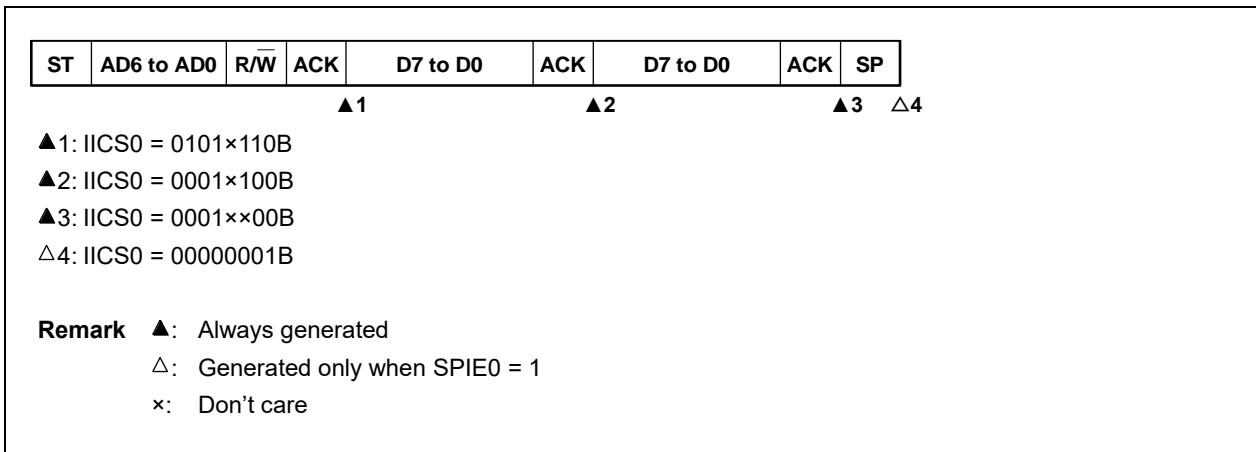 ST AD6 to AD0 R/W̅ ACK D7 to D0 ACK D7 to D0 ACK SP
▲1 ▲2 ▲3 △4
▲1: IICS0 = 0101×110B
▲2: IICS0 = 0001×100B
▲3: IICS0 = 0001××00B
△4: IICS0 = 00000001B
Remark ▲: Always generated
△: Generated only when SPIE0 = 1
×: Don't care